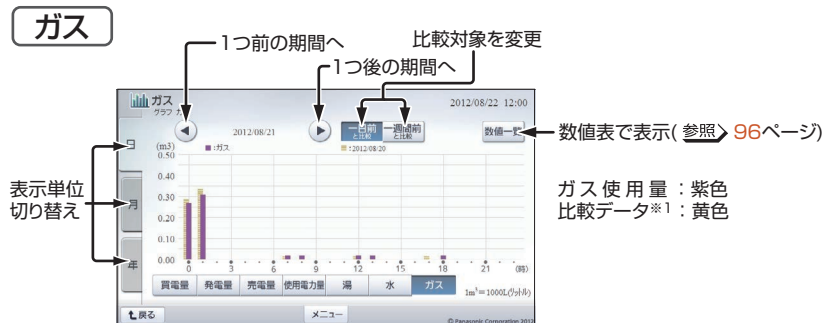 ガス
1つ前の期間へ
比較対象を変更
1つ後の期間へ
ガス
グラフ
2012/08/22 12:00
2012/08/21
一日前
と比較
一週間前
と比較
数値一覧
数値表で表示(参照 96ページ)
(m3)
:ガス
:2012/08/20
日
月
年
表示単位
切り替え
0.50
0.40
0.30
0.20
0.10
0.00
0 3 6 9 12 15 18 21 (時)
ガス使用量:紫色
比較データ※1:黄色
買電量 発電量 売電量 使用電力量 湯 水 ガス
1m³=1000L(リットル)
戻る
メニュー
© Panasonic Corporation 2012